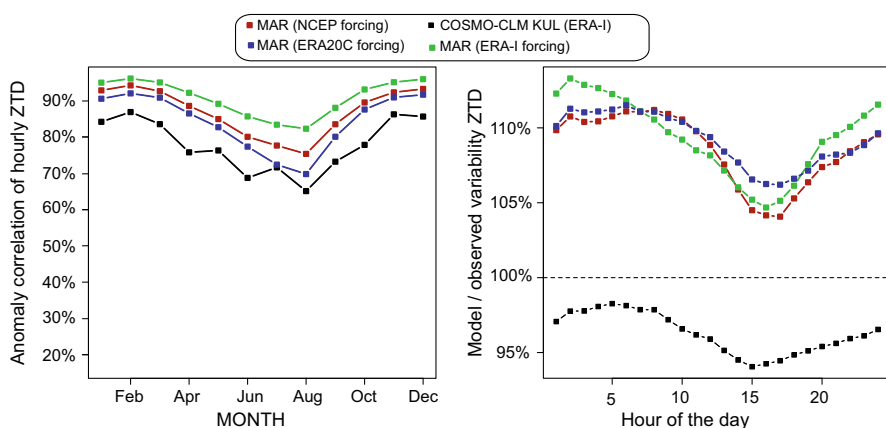 MAR (NCEP forcing)
COSMO-CLM KUL (ERA-I)
MAR (ERA20C forcing)
MAR (ERA-I forcing)
Anomaly correlation of hourly ZTD
90%
80%
70%
60%
50%
40%
30%
20%
Feb
Apr
Jun
Aug
Oct
Dec
MONTH
Model / observed variability ZTD
110%
105%
100%
95%
5
10
15
20
Hour of the day